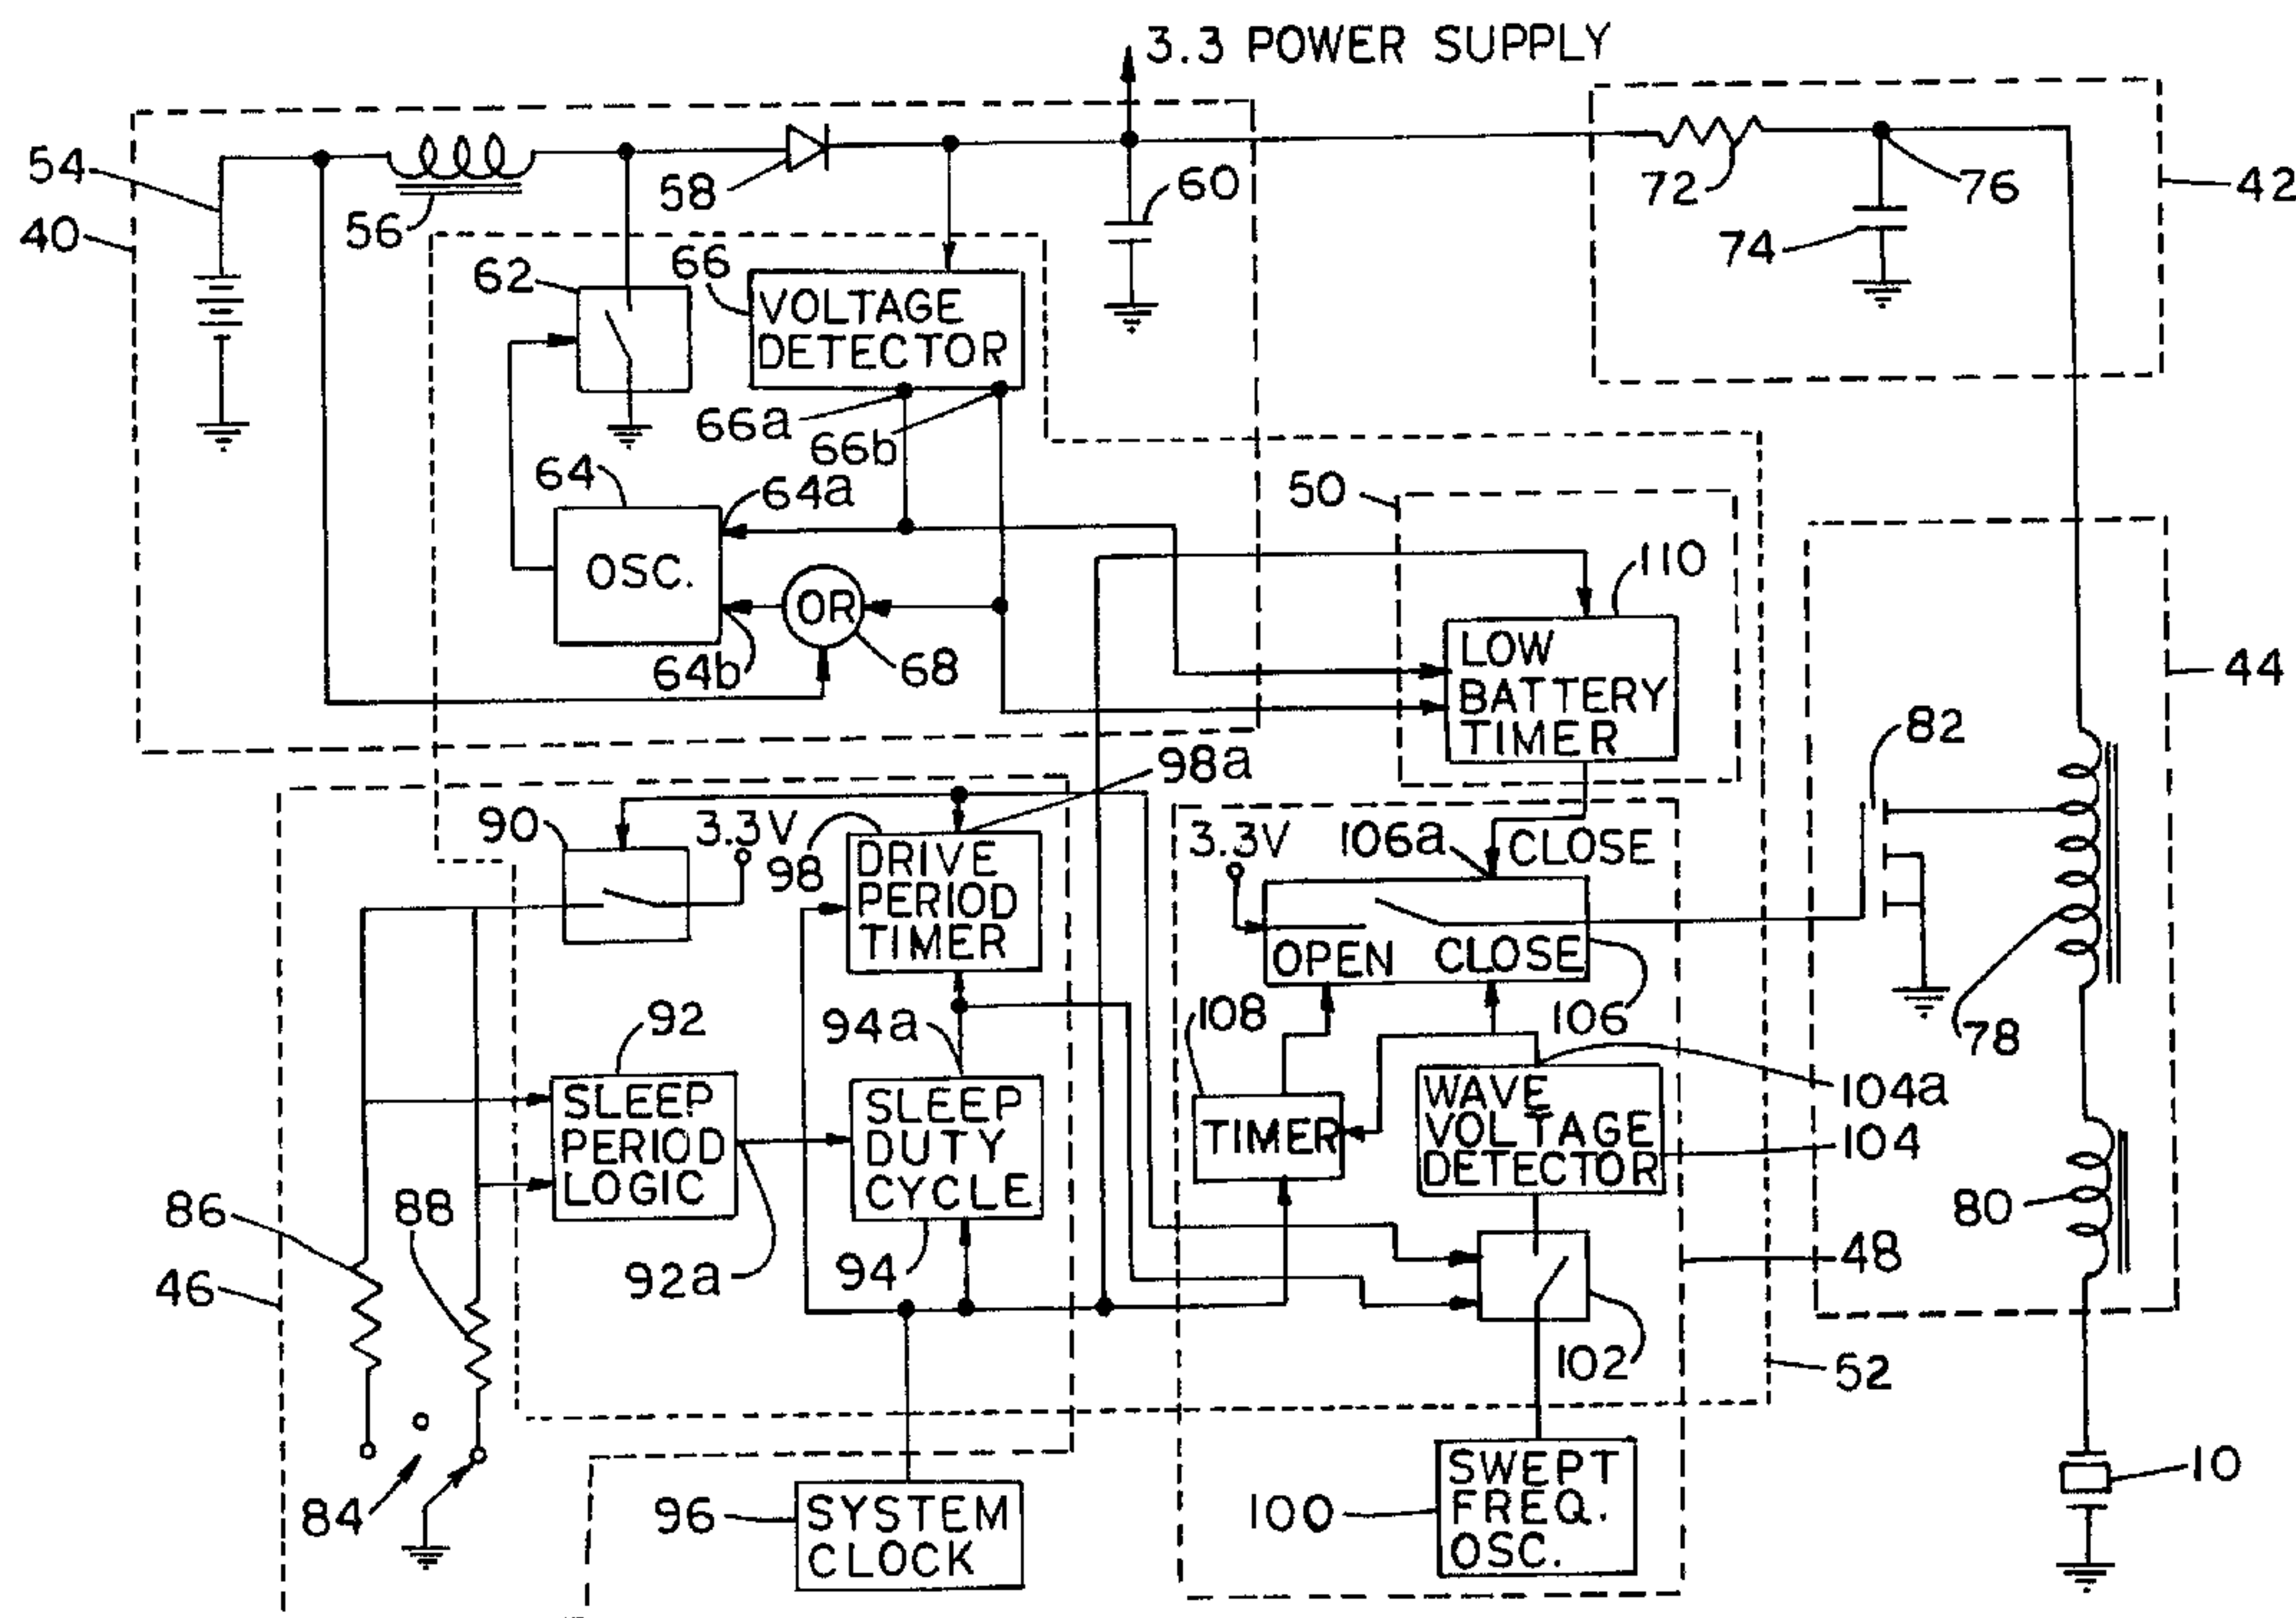 3.3 POWER SUPPLY
54
40
56
58
60
72
76
42
74
62
66
VOLTAGE
DETECTOR
66a
66b
64
64a
50
OSC.
OR
64b
68
110
LOW
BATTERY
TIMER
44
82
98a
90
3.3V
98
DRIVE
PERIOD
TIMER
3.3V
106a
CLOSE
OPEN CLOSE
106
78
92
94a
108
104a
SLEEP
PERIOD
LOGIC
SLEEP
DUTY
CYCLE
TIMER
WAVE
VOLTAGE
DETECTOR
104
86
88
80
46
92a
94
48
102
52
84
96
SYSTEM
CLOCK
100
SWEPT
FREQ.
OSC.
10